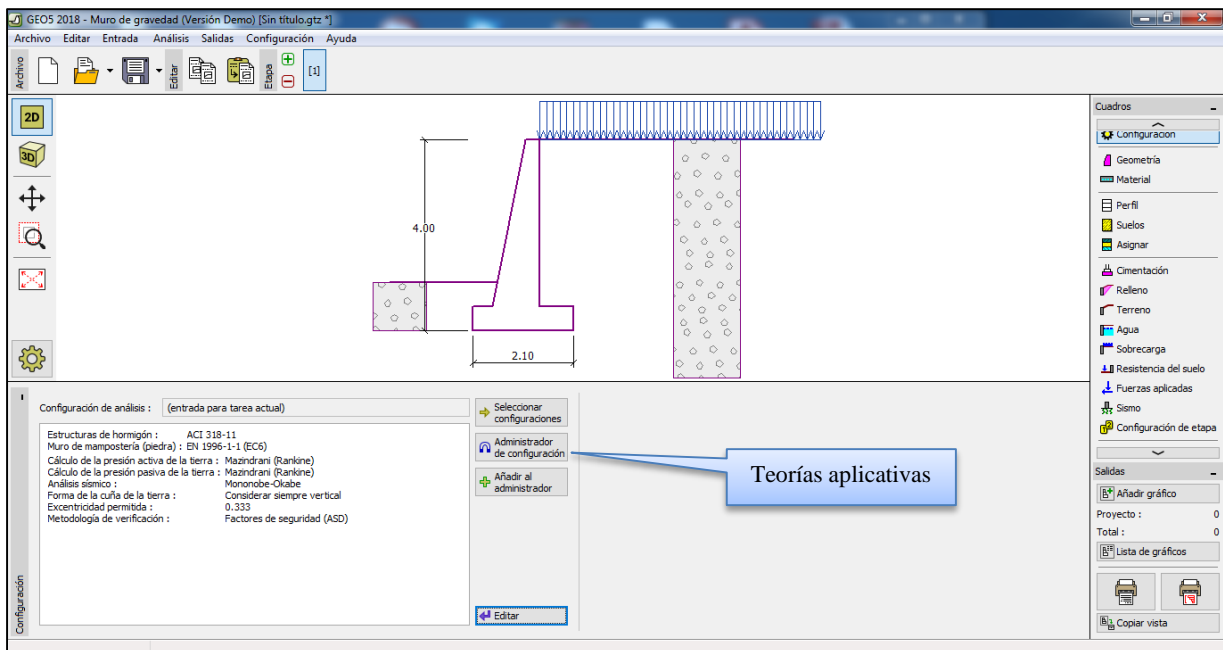 GEO5 2018 - Muro de gravedad (Versión Demo) [Sin título.gtz *]
Archivo Editar Entrada Análisis Salidas Configuración Ayuda
Archivo
Editar
Etapa
[1]
2D
3D
4.00
2.10
Cuadros
Configuración
Geometría
Material
Perfil
Suelos
Asignar
Cimentación
Relleno
Terreno
Agua
Sobrecarga
Resistencia del suelo
Fuerzas aplicadas
Sismo
Configuración de etapa
Salidas
Añadir gráfico
Proyecto : 0
Total : 0
Lista de gráficos
Copiar vista
Configuración
Configuración de análisis : (entrada para tarea actual)
Estructuras de hormigón : ACI 318-11
Muro de mampostería (piedra) : EN 1996-1-1 (EC6)
Cálculo de la presión activa de la tierra : Mazindrani (Rankine)
Cálculo de la presión pasiva de la tierra : Mazindrani (Rankine)
Análisis sísmico : Mononobe-Okabe
Forma de la cuña de la tierra : Considerar siempre vertical
Excentricidad permitida : 0.333
Metodología de verificación : Factores de seguridad (ASD)
Seleccionar
configuraciones
Administrador
de configuración
Añadir al
administrador
Editar
Teorías aplicativas